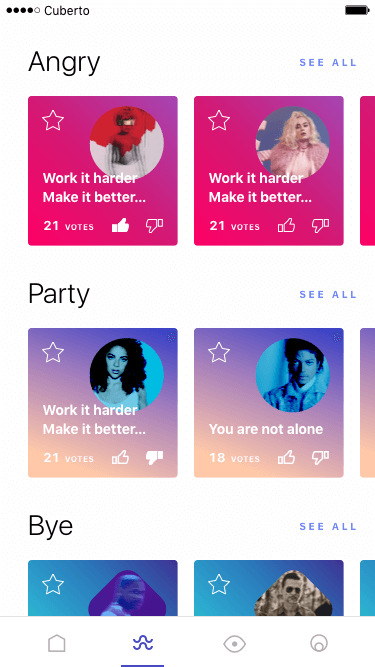 Cuberto
Angry
SEE ALL
Work it harder
Make it better...
21 VOTES
Work it harder
Make it better...
21 VOTES
Party
SEE ALL
Work it harder
Make it better...
21 VOTES
You are not alone
18 VOTES
Bye
SEE ALL